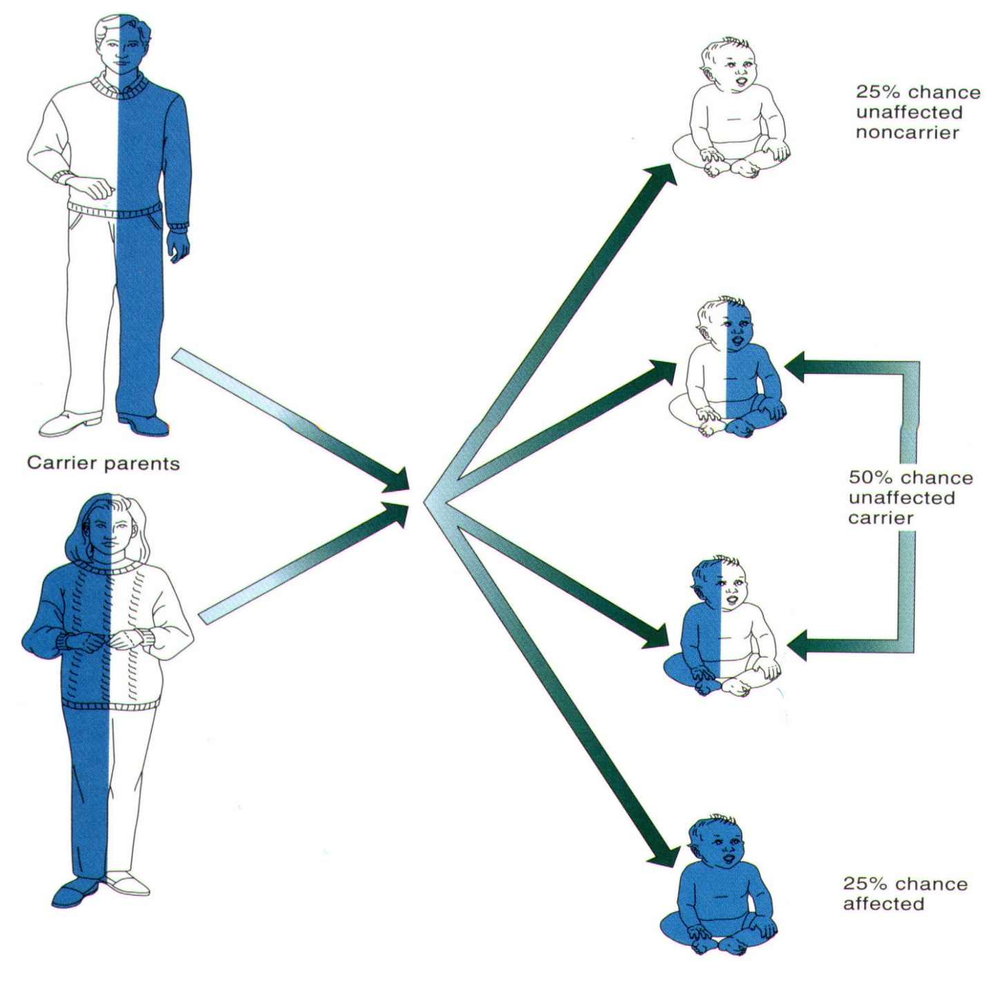 25% chance
unaffected
noncarrier
Carrier parents
50% chance
unaffected
carrier
25% chance
affected